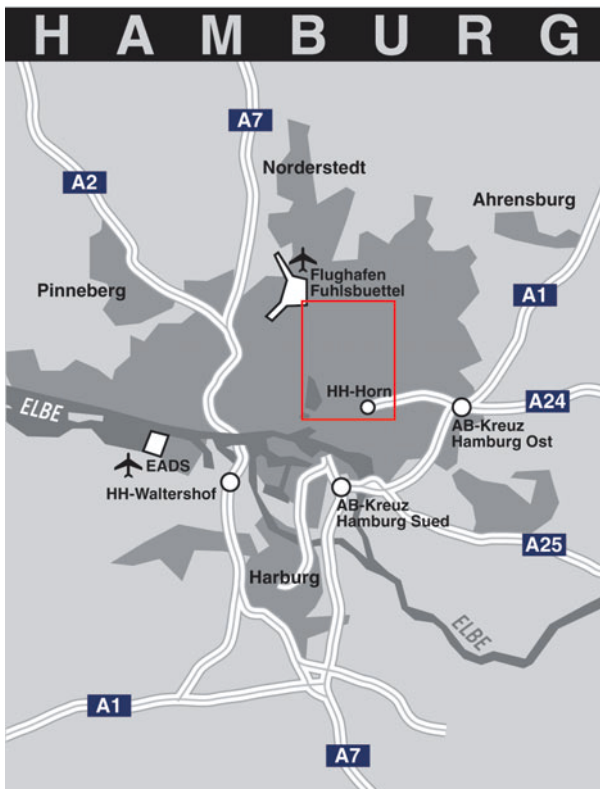 H A M B U R G
A7
A2
Norderstedt
Ahrensburg
Flughafen
Fuhlsbuettel
Pinneberg
A1
HH-Horn
A24
ELBE
AB-Kreuz
Hamburg Ost
EADS
HH-Waltershof
AB-Kreuz
Hamburg Sued
A25
Harburg
ELBE
A1
A7